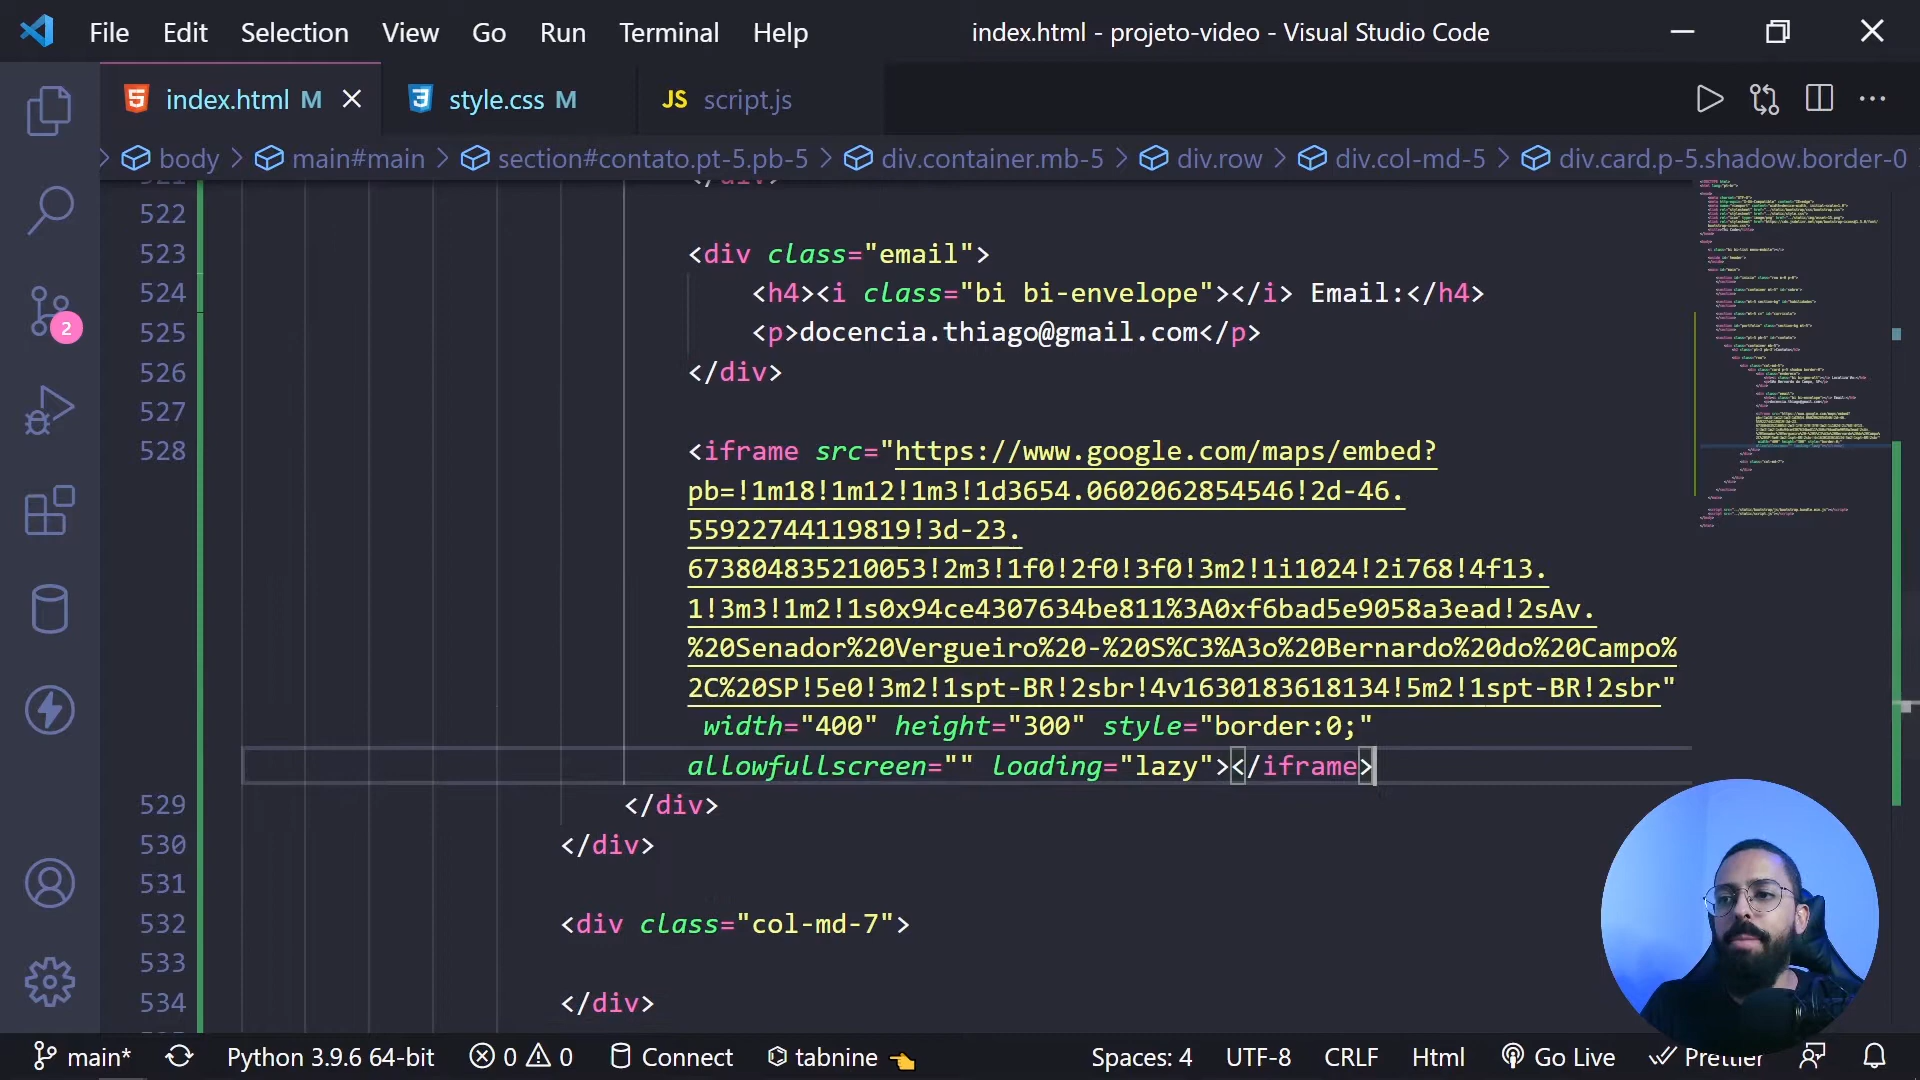 File Edit Selection View Go Run Terminal Help index.html - projeto-video - Visual Studio Code
index.html M style.css M JS script.js
body main#main section#contato.pt-5.pb-5 div.container.mb-5 div.row div.col-md-5 div.card.p-5.shadow.border-0
522
523 <div class="email">
524 <h4><i class="bi bi-envelope"></i> Email:</h4>
525 <p>docencia.thiago@gmail.com</p>
526 </div>
527
528 <iframe src="https://www.google.com/maps/embed?
pb=!1m18!1m12!1m3!1d3654.0602062854546!2d-46.
55922744119819!3d-23.
673804835210053!2m3!1f0!2f0!3f0!3m2!1i1024!2i768!4f13.
1!3m3!1m2!1s0x94ce4307634be811%3A0xf6bad5e9058a3ead!2sAv.
%20Senador%20Vergueiro%20-%20S%C3%A3o%20Bernardo%20do%20Campo%
2C%20SP!5e0!3m2!1spt-BR!2sbr!4v1630183618134!5m2!1spt-BR!2sbr"
width="400" height="300" style="border:0;"
allowfullscreen="" loading="lazy"></iframe>
529 </div>
530 </div>
531
532 <div class="col-md-7">
533
534 </div>
2
main* Python 3.9.6 64-bit 0 0 Connect tabnine Spaces: 4 UTF-8 CRLF Html Go Live Prettier